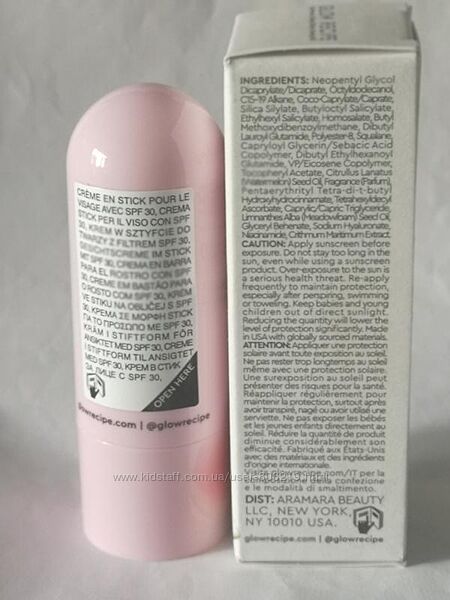 CRÈME EN STICK POUR LE
VISAGE AVEC SPF 30, CREMA
STICK PER IL VISO CON SPF
30, KREM W SZTYFCIE DO
TWARZY Z FILTREM SPF 30,
GESICHTSCREME IM STICK
MIT SPF 30, CREMA EN BARRA
PARA EL ROSTRO CON SPF
30, CREME EM BASTÃO PARA
O ROSTO COM SPF 30, KRÉM
VE STIKU NA OBLIČEJ S SPF
30, ΚΡΕΜΑ ΣΕ ΜΟΡΦΗ STICK
ΓΙΑ ΤΟ ΠΡΟΣΩΠΟ ΜΕ SPF 30,
KRÄM I STIFTFORM FÖR
ANSIKTET MED SPF 30, CREME
I STIFTFORM TIL ANSIGTET
MED SPF 30, КРЕМ В СТИК
ЗА ЛИЦЕ С SPF 30,
OPEN HERE
glowrecipe.com | @glowrecipe
INGREDIENTS: Neopentyl Glycol
Dicaprylate/Dicaprate, Octyldodecanol,
C15-19 Alkane, Coco-Caprylate/Caprate,
Silica Silylate, Butyloctyl Salicylate,
Ethylhexyl Salicylate, Homosalate, Butyl
Methoxydibenzoylmethane, Dibutyl
Lauroyl Glutamide, Polyester-8, Squalane,
Capryloyl Glycerin/Sebacic Acid
Copolymer, Dibutyl Ethylhexanoyl
Glutamide, VP/Eicosene Copolymer,
Tocopheryl Acetate, Citrullus Lanatus
(Watermelon) Seed Oil, Fragrance (Parfum),
Pentaerythrityl Tetra-di-t-butyl
Hydroxyhydrocinnamate, Tetrahexyldecyl
Ascorbate, Caprylic/Capric Triglyceride,
Limnanthes Alba (Meadowfoam) Seed Oil,
Glyceryl Behenate, Sodium Hyaluronate,
Niacinamide, Crithmum Maritimum Extract.
CAUTION: Apply sunscreen before
exposure. Do not stay too long in the
sun, even while using a sunscreen
product. Over-exposure to the sun is
a serious health threat. Re-apply
frequently to maintain protection,
especially after perspiring, swimming
or toweling. Keep babies and young
children out of direct sunlight.
Reducing the quantity will lower the
level of protection significantly. Made
in USA with globally sourced materials.
ATTENTION: Appliquer une protection
solaire avant toute exposition au soleil.
Ne pas rester trop longtemps au soleil,
même avec une protection solaire.
Une surexposition au soleil peut
présenter des risques pour la santé.
Réappliquer régulièrement pour
maintenir la protection, surtout après
avoir transpiré, nagé ou avoir utilisé une
serviette. Ne pas exposer les bébés
et les jeunes enfants directement
au soleil. Réduire la quantité de produit
diminue considérablement son
efficacité. Fabriqué aux États-Unis
avec des matériaux et des ingrédients
d'origine internationale.
glowrecipe.com/IT per la
della confezione
e le modalità di smaltimento.
DIST: ARAMARA BEAUTY
LLC, NEW YORK,
NY 10010 USA.
glowrecipe.com | @glowrecipe
www.kidstaff.com.ua/user